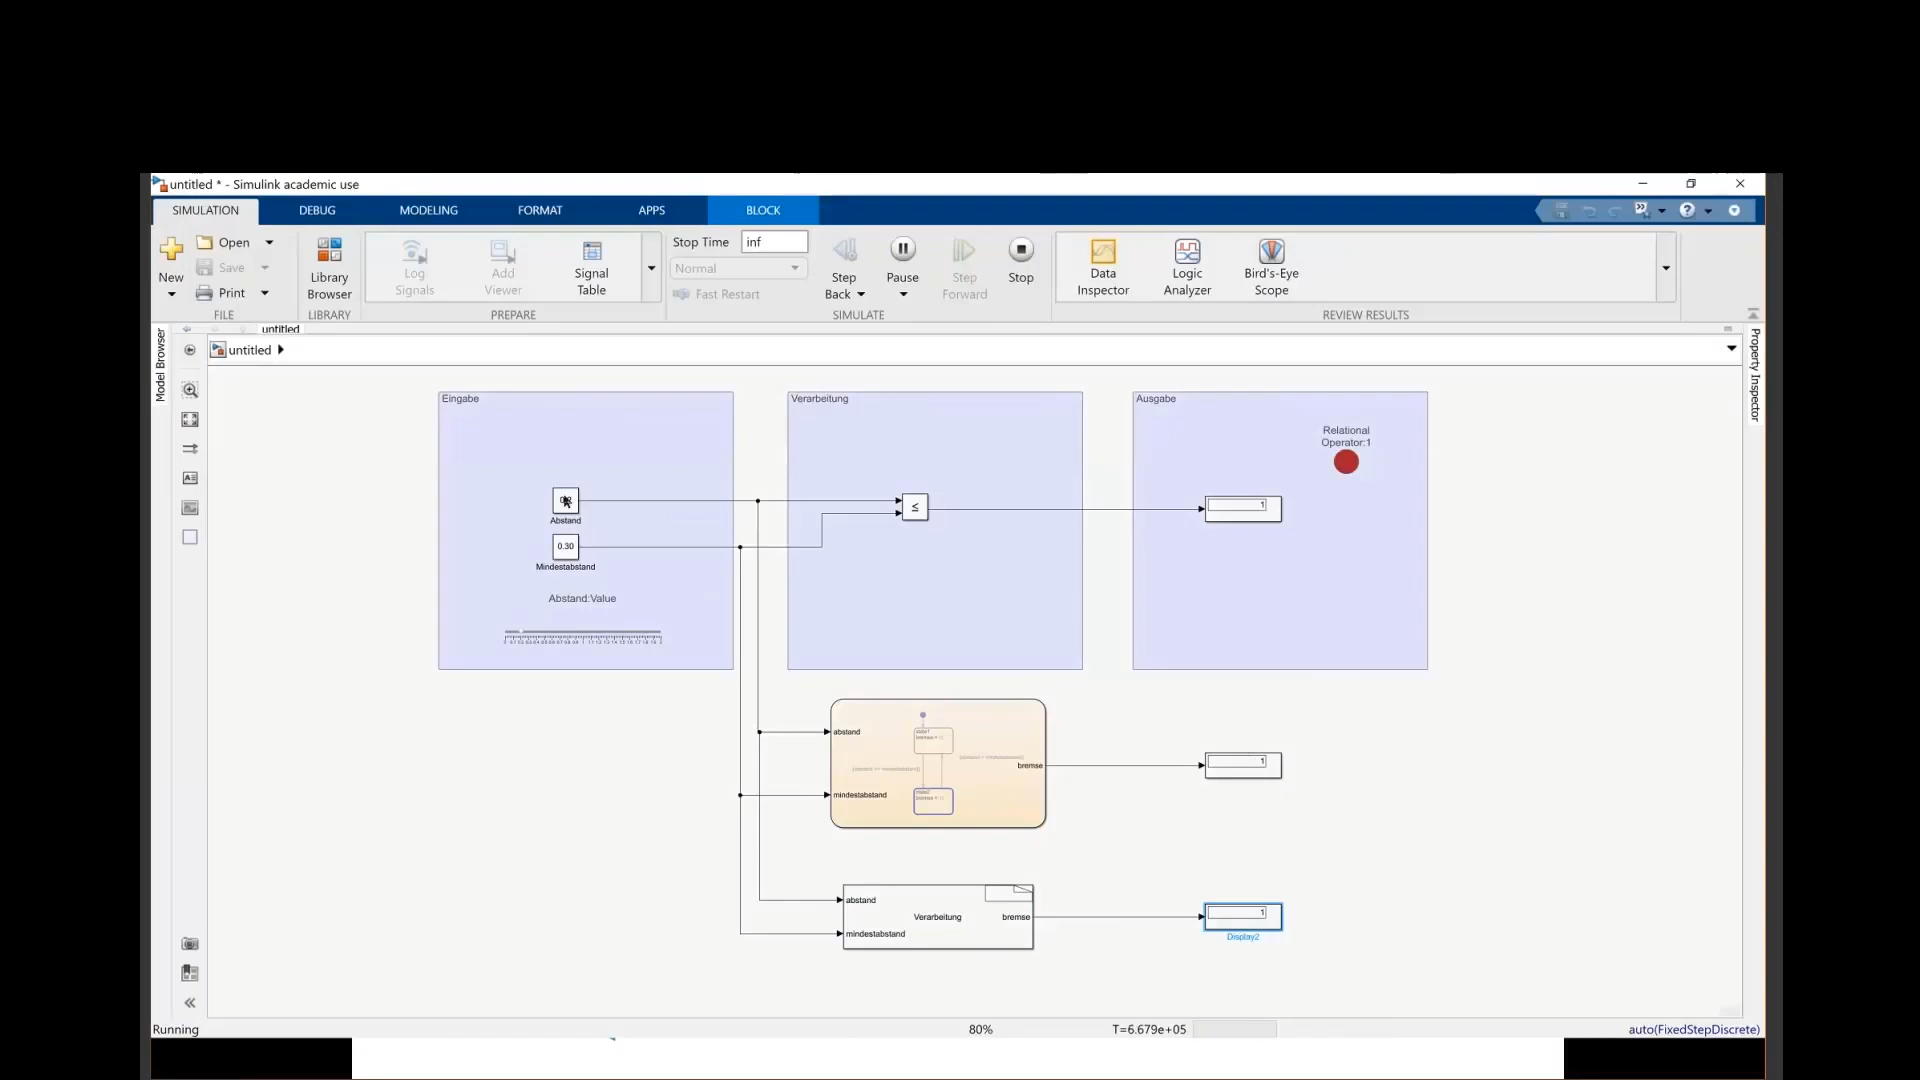 untitled * - Simulink academic use
SIMULATION
DEBUG
MODELING
FORMAT
APPS
BLOCK
New
Open
Save
Print
FILE
Library
Browser
LIBRARY
Log
Signals
Add
Viewer
Signal
Table
PREPARE
Stop Time
inf
Normal
Fast Restart
Step
Back
Pause
Step
Forward
Stop
SIMULATE
Data
Inspector
Logic
Analyzer
Bird's-Eye
Scope
REVIEW RESULTS
Model Browser
untitled
untitled
Property Inspector
Eingabe
Abstand
0.30
Mindestabstand
Abstand:Value
Verarbeitung
≤
Ausgabe
Relational
Operator:1
1
abstand
mindestabstand
bremse
1
abstand
mindestabstand
Verarbeitung
bremse
1
Display2
Running
80%
T=6.679e+05
auto(FixedStepDiscrete)